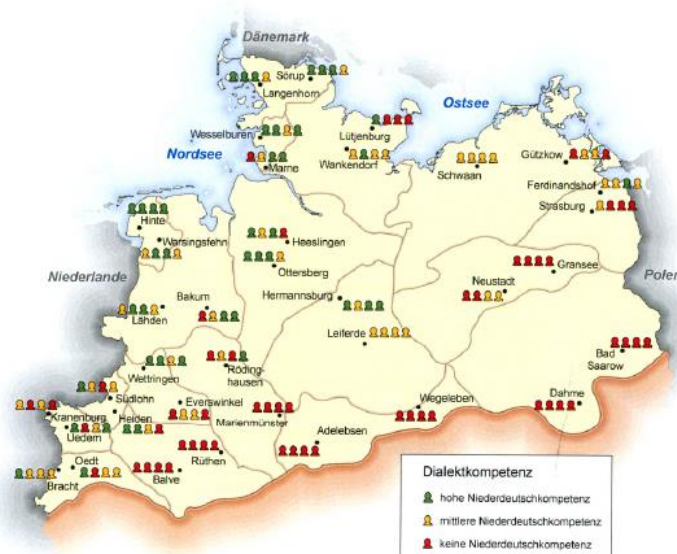 Dänemark
Sörup
Langenhorn
Ostsee
Wesselburen
Lütjenburg
Nordsee
Marne
Wankendorf
Schwaan
Gützkow
Ferdinandshof
Strasburg
Hinte
Warsingsfehn
Heeslingen
Ottersberg
Niederlande
Gransee
Polen
Neustadt
Bakum
Hermannsburg
Lähden
Leiferde
Bad
Saarow
Wettringen
Röding-
hausen
Südlohn
Everswinkel
Wegeleben
Dahme
Kranenburg
Heiden
Marienmünster
Uedem
Adelebsen
Rüthen
Oedt
Bracht
Balve
Dialektkompetenz
hohe Niederdeutschkompetenz
mittlere Niederdeutschkompetenz
keine Niederdeutschkompetenz